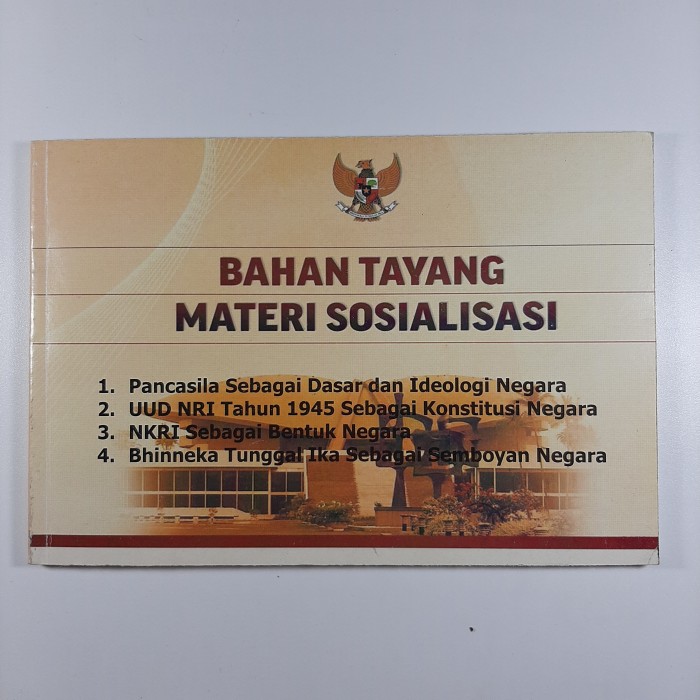 BAHAN TAYANG
MATERI SOSIALISASI
1. Pancasila Sebagai Dasar dan Ideologi Negara
2. UUD NRI Tahun 1945 Sebagai Konstitusi Negara
3. NKRI Sebagai Bentuk Negara
4. Bhinneka Tunggal Ika Sebagai Semboyan Negara